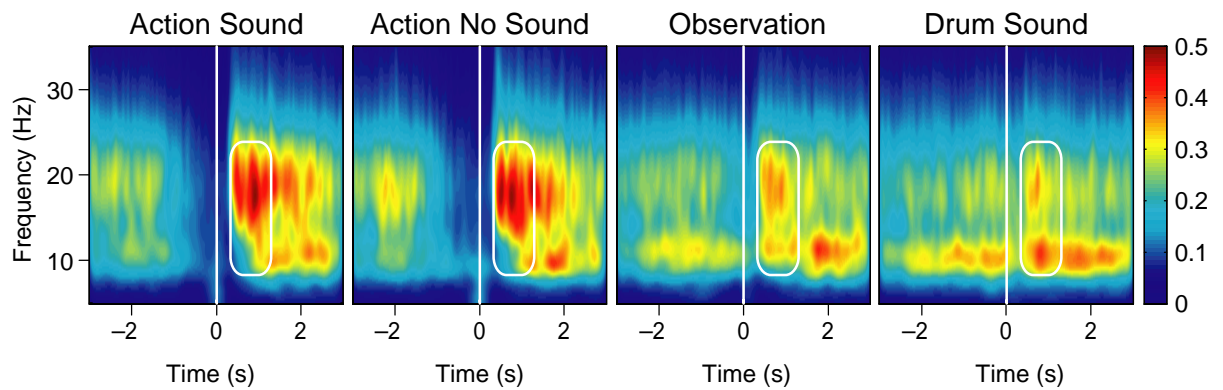 Action Sound
Action No Sound
Observation
Drum Sound
Frequency (Hz)
30
20
10
−2 0 2
−2 0 2
−2 0 2
−2 0 2
Time (s)
Time (s)
Time (s)
Time (s)
0.5
0.4
0.3
0.2
0.1
0